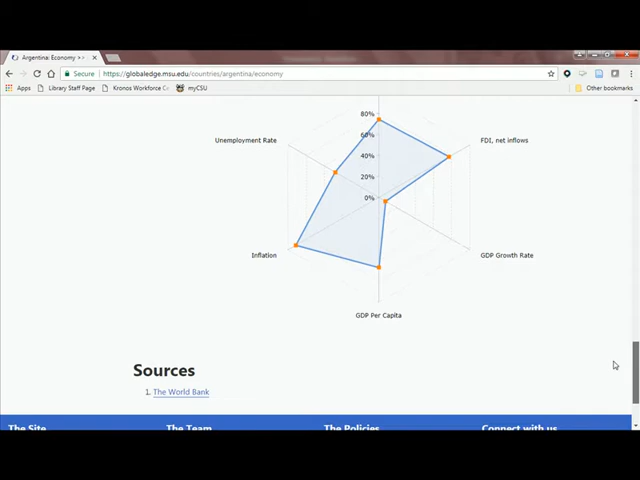 Argentina: Economy >>
Secure https://globaledge.msu.edu/countries/argentina/economy
Apps Library Staff Page Kronos Workforce C myCSU Other bookmarks
80%
Unemployment Rate FDI, net inflows
60%
40%
20%
0%
Inflation GDP Growth Rate
GDP Per Capita
Sources
1. The World Bank
The Site The Team The Policies Connect with us